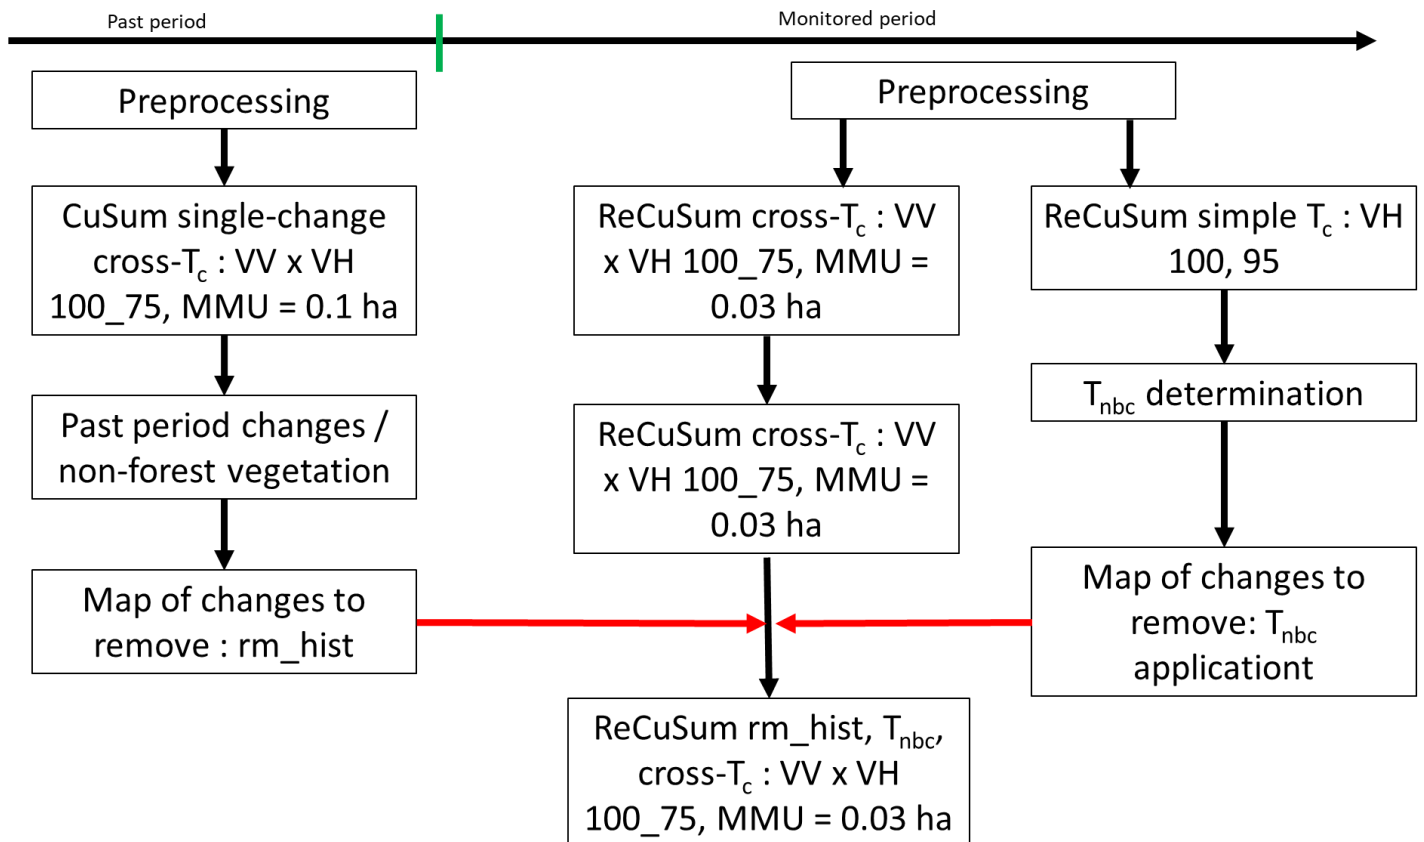 Past period
Monitored period
Preprocessing
CuSum single-change
cross-Tc : VV x VH
100_75, MMU = 0.1 ha
Past period changes /
non-forest vegetation
Map of changes to
remove : rm_hist
Preprocessing
ReCuSum cross-Tc : VV
x VH 100_75, MMU =
0.03 ha
ReCuSum cross-Tc : VV
x VH 100_75, MMU =
0.03 ha
ReCuSum simple Tc : VH
100, 95
Tnbc determination
Map of changes to
remove: Tnbc
applicationt
ReCuSum rm_hist, Tnbc,
cross-Tc : VV x VH
100_75, MMU = 0.03 ha